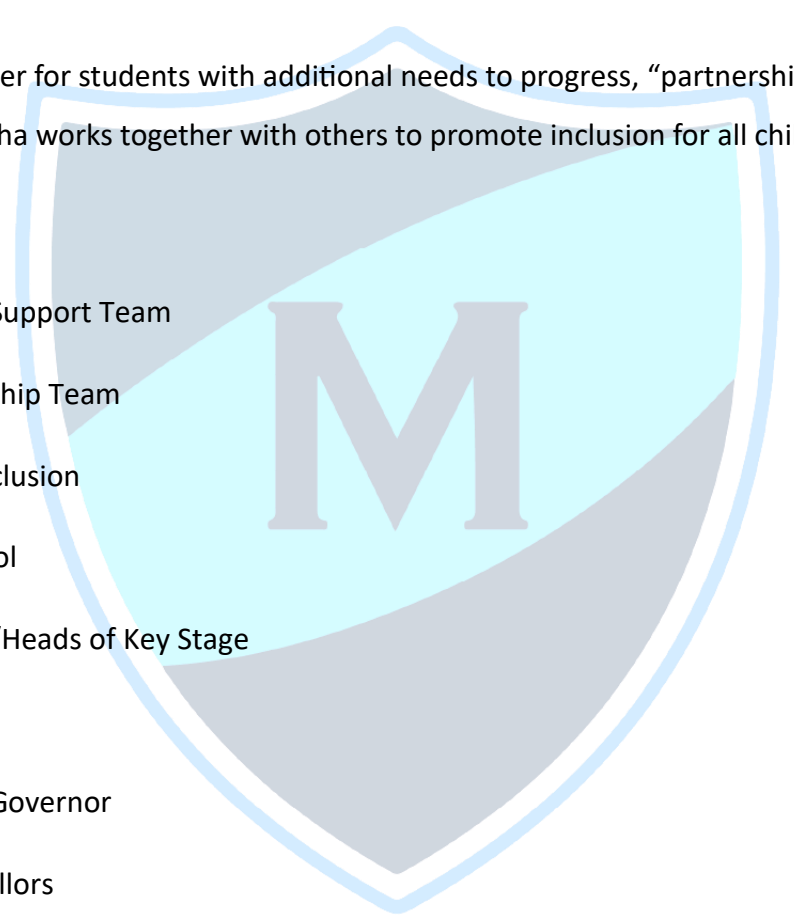 er for students with additional needs to progress, “partnershi
ha works together with others to promote inclusion for all chi
Support Team
hip Team
clusion
ol
Heads of Key Stage
Governor
llors
M